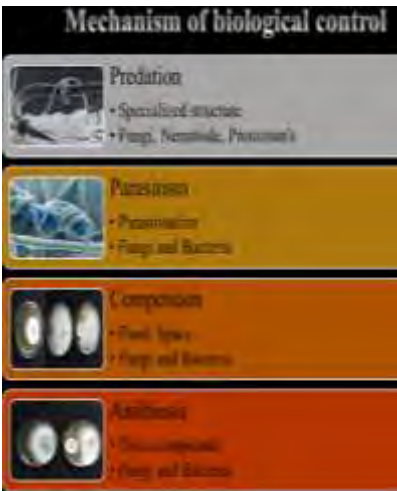 Mechanism of biological control
Predation
• Specialized structure
• Fungi, Nematode, Protozoa's
Parasitism
•
• Fungi and Bacteria
Competition
• Food, Space
• Fungi and Bacteria
Antibiosis
•
• Fungi and Bacteria